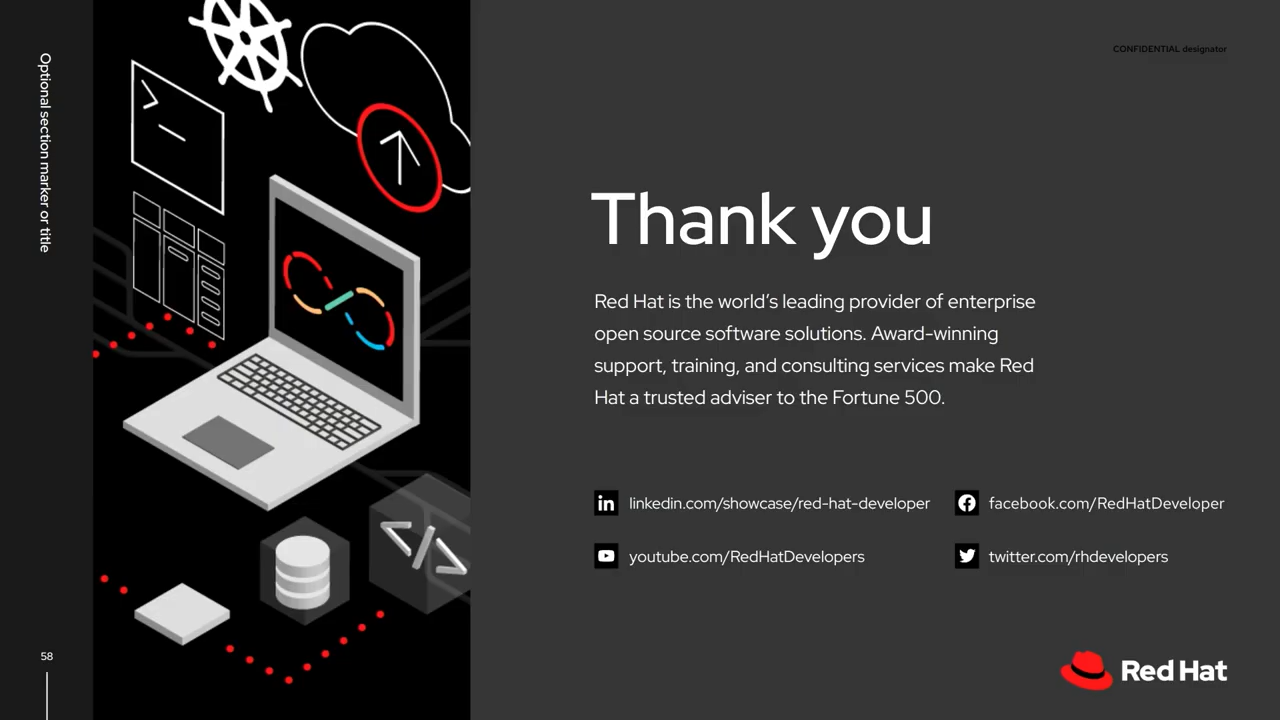 Optional section marker or title
CONFIDENTIAL designator
Thank you
Red Hat is the world’s leading provider of enterprise
open source software solutions. Award-winning
support, training, and consulting services make Red
Hat a trusted adviser to the Fortune 500.
linkedin.com/showcase/red-hat-developer
facebook.com/RedHatDeveloper
youtube.com/RedHatDevelopers
twitter.com/rhdevelopers
58
Red Hat